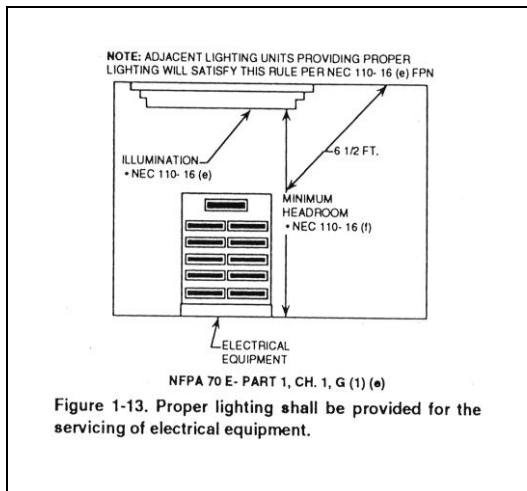 NOTE: ADJACENT LIGHTING UNITS PROVIDING PROPER
LIGHTING WILL SATISFY THIS RULE PER NEC 110- 16 (e) FPN
6 1/2 FT.
ILLUMINATION
• NEC 110- 16 (e)
MINIMUM
HEADROOM
• NEC 110- 16 (f)
ELECTRICAL
EQUIPMENT
NFPA 70 E- PART 1, CH. 1, G (1) (e)
Figure 1-13. Proper lighting shall be provided for the
servicing of electrical equipment.